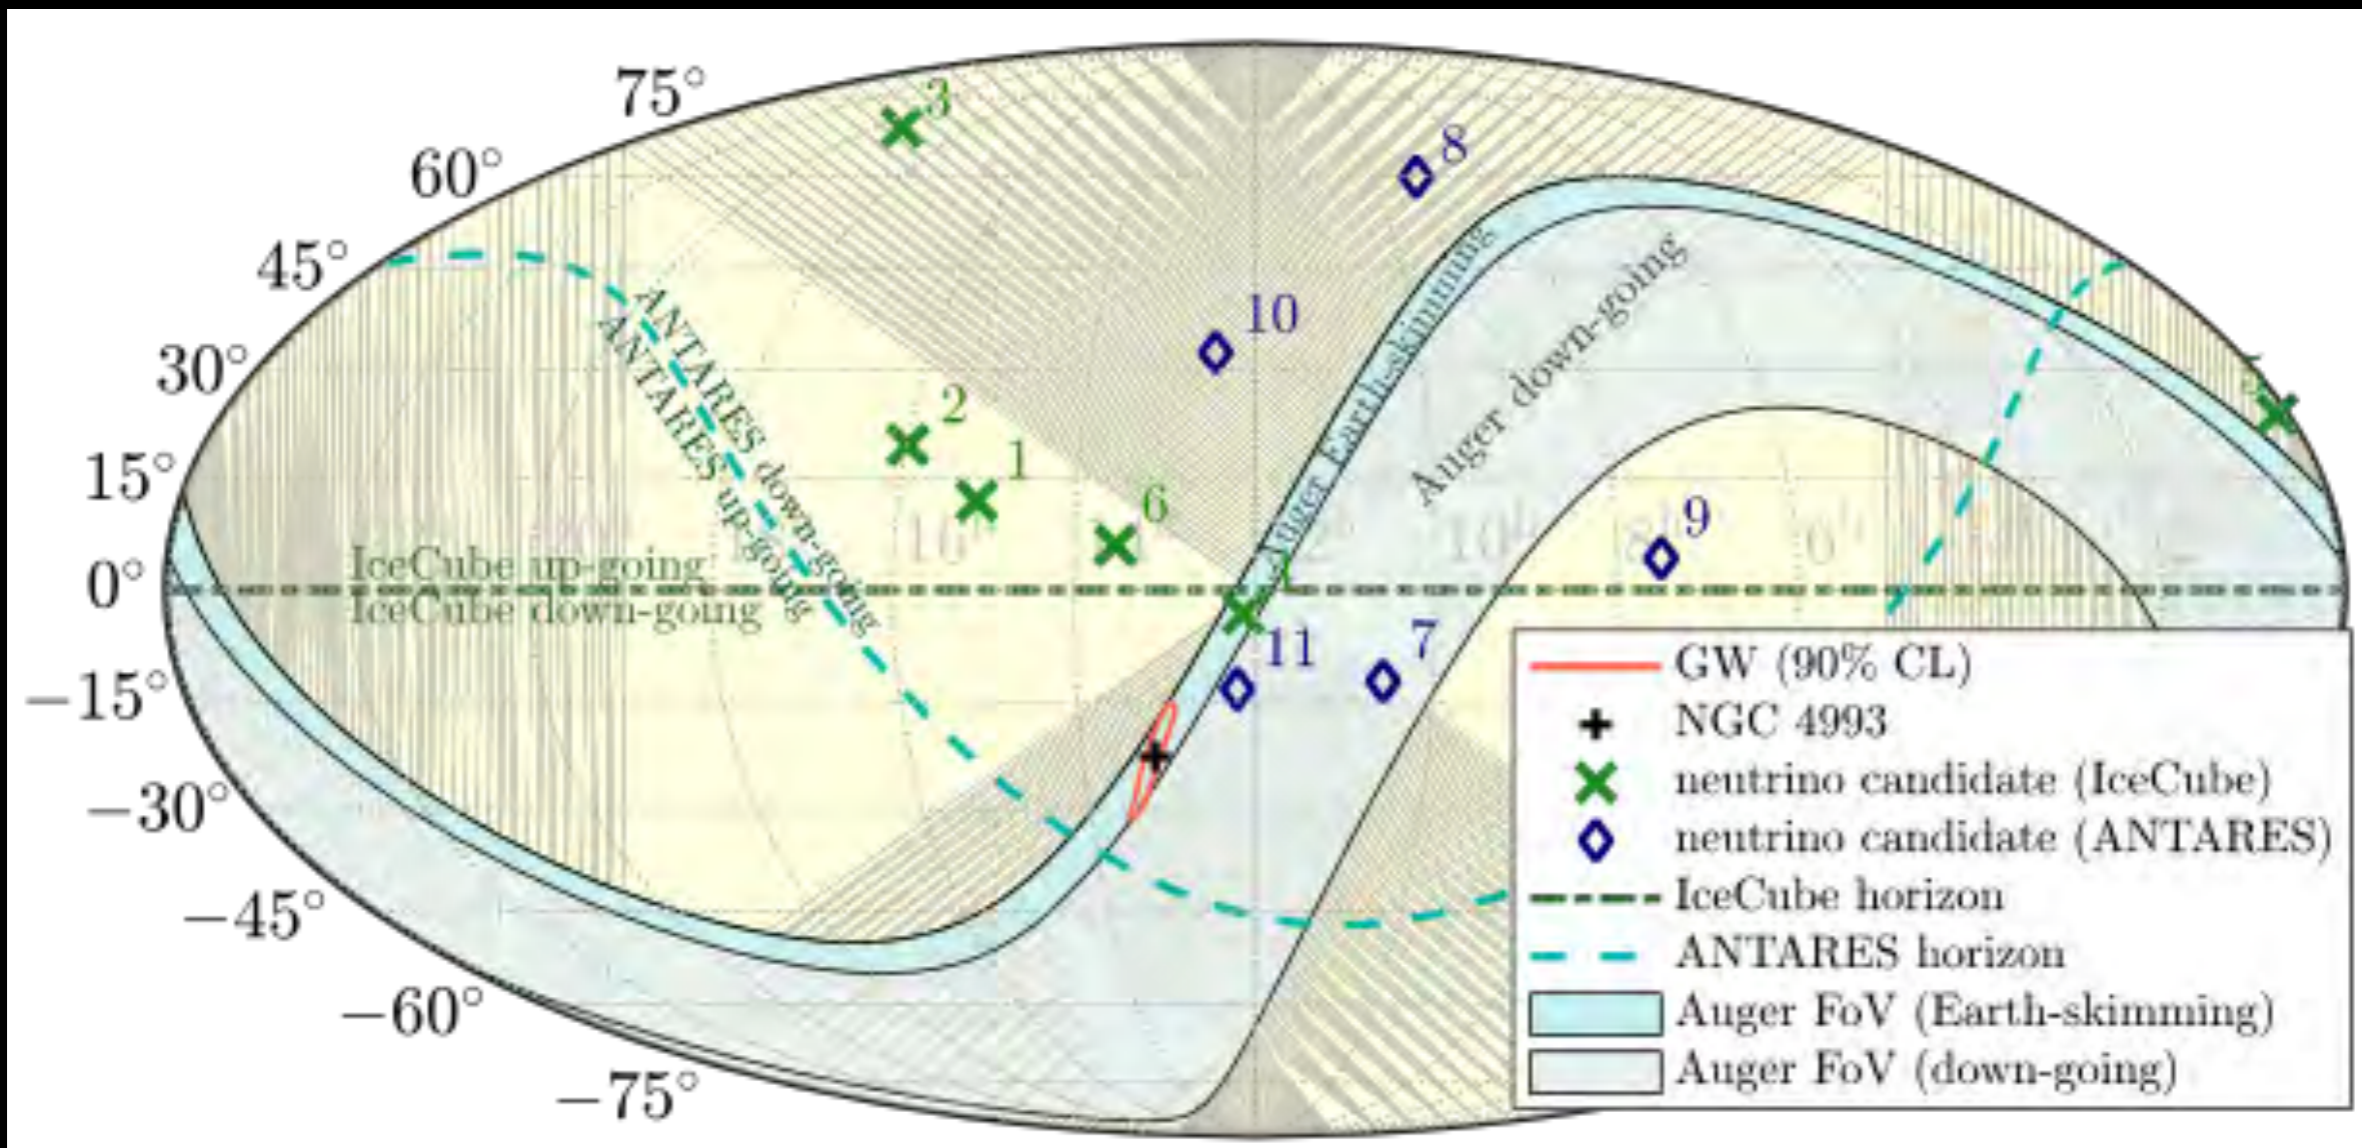 75°
60°
45°
30°
15°
0°
−15°
−30°
−45°
−60°
−75°
3
8
10
2
1
6
9
11
7
ANTARES down-going
ANTARES up-going
IceCube up-going
IceCube down-going
Auger Earth-skimming
Auger down-going
GW (90% CL)
NGC 4993
neutrino candidate (IceCube)
neutrino candidate (ANTARES)
IceCube horizon
ANTARES horizon
Auger FoV (Earth-skimming)
Auger FoV (down-going)